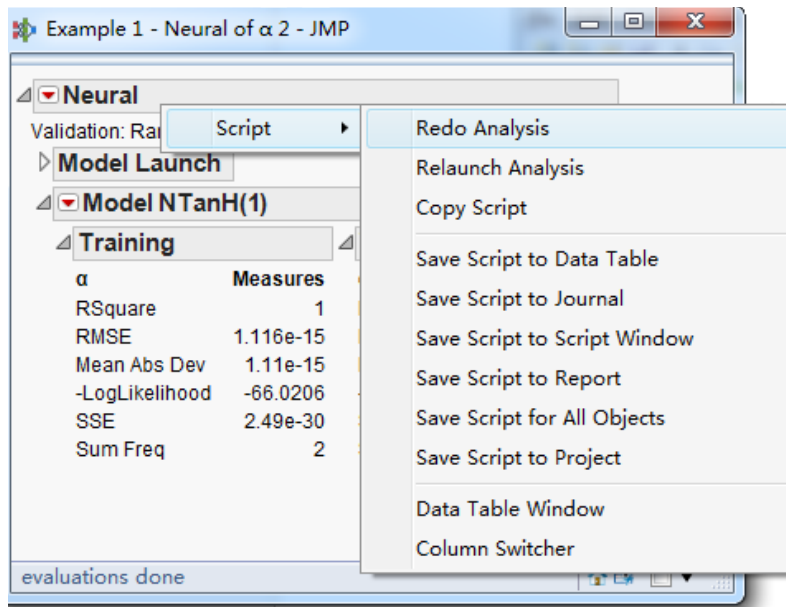 Example 1 - Neural of α 2 - JMP
Neural
Validation: Ra
Script
Model Launch
Model NTanH(1)
Training
α Measures
RSquare 1
RMSE 1.116e-15
Mean Abs Dev 1.11e-15
-LogLikelihood -66.0206
SSE 2.49e-30
Sum Freq 2
Redo Analysis
Relaunch Analysis
Copy Script
Save Script to Data Table
Save Script to Journal
Save Script to Script Window
Save Script to Report
Save Script for All Objects
Save Script to Project
Data Table Window
Column Switcher
evaluations done